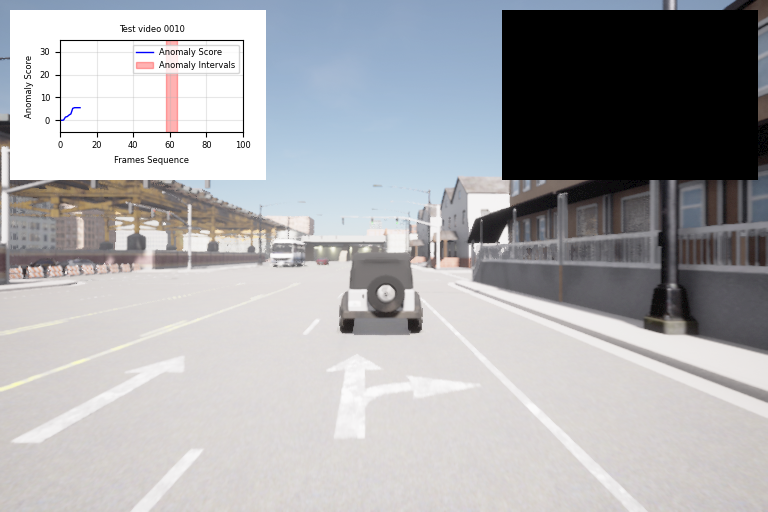 Test video 0010
Anomaly Score
Anomaly Intervals
30
20
10
0
Anomaly Score
0 20 40 60 80 100
Frames Sequence